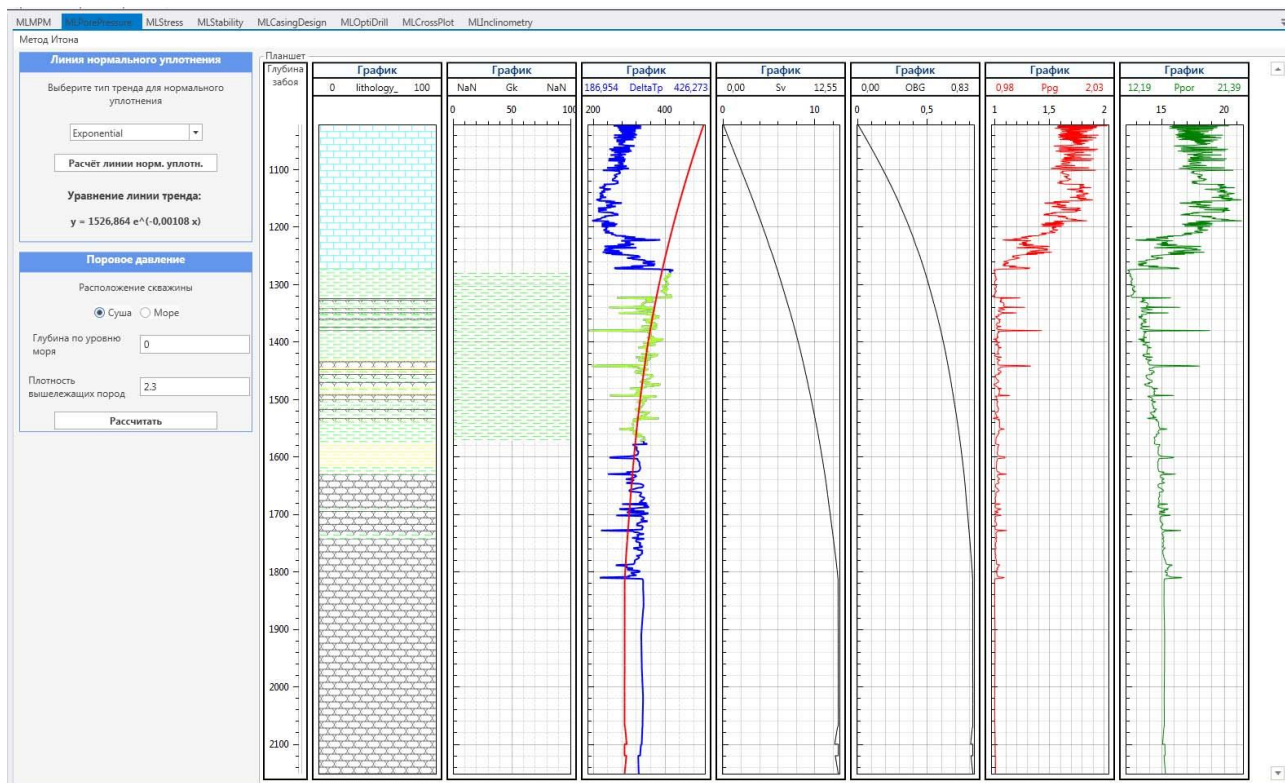 MLMPM MLPorePressure MLStress MLStability MLCasingDesign MLOptiDrill MLCrossPlot MLInclinometry
Метод Итона
Линия нормального уплотнения
Выберите тип тренда для нормального
уплотнения
Exponential
Расчёт линии норм. уплотн.
Уравнение линии тренда:
y = 1526,864 e^(-0,00108 x)
Поровое давление
Расположение скважины
Суша Море
Глубина по уровню
моря
0
Плотность
вышележащих пород
2.3
Рассчитать
Планшет
Глубина
забоя
График График График График График График График
0 lithology_ 100 NaN Gk NaN 186,954 DeltaTp 426,273 0,00 Sv 12,55 0,00 OBG 0,83 0,98 Ppg 2,03 12,19 Ppor 21,39
0 50 100 200 400 0 10 0 0,5 1 1,5 2 15 20
1100
1200
1300
1400
1500
1600
1700
1800
1900
2000
2100